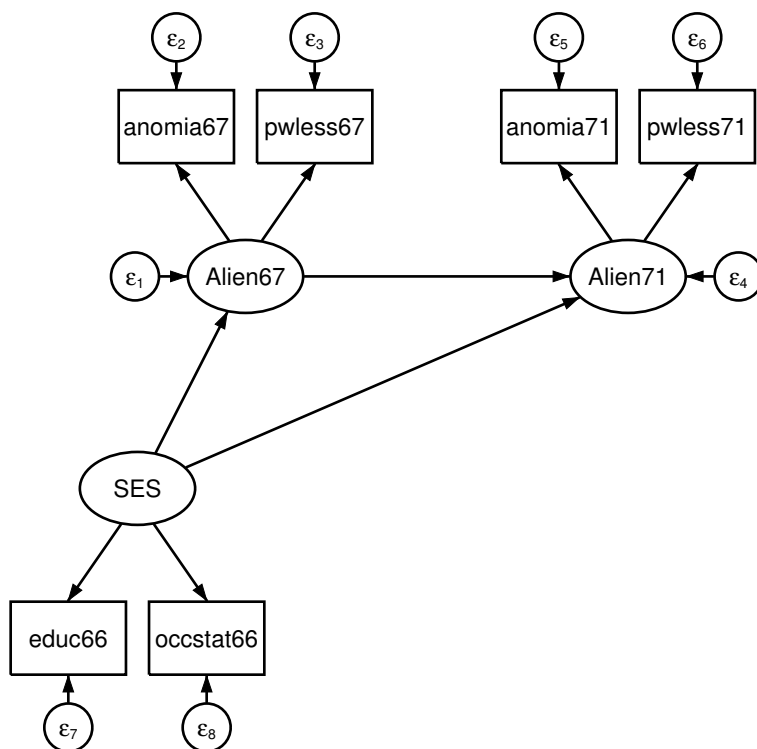 ε₂
ε₃
ε₅
ε₆
anomia67
pwless67
anomia71
pwless71
ε₁
Alien67
Alien71
ε₄
SES
educ66
occstat66
ε₇
ε₈